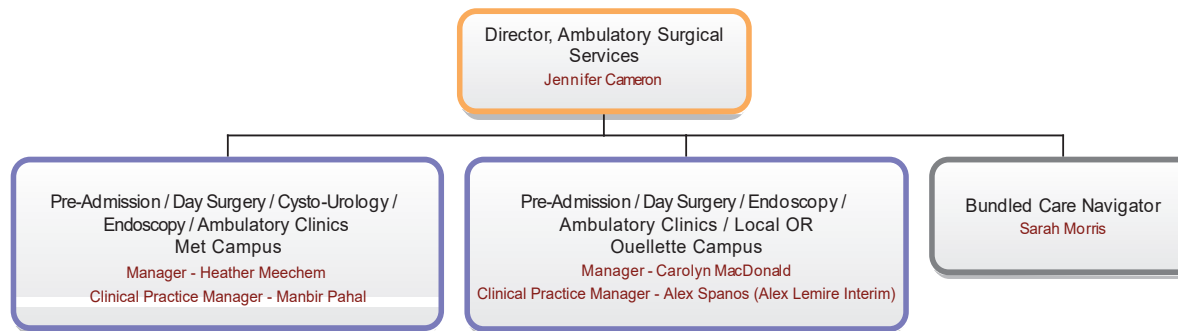 Director, Ambulatory Surgical
Services
Jennifer Cameron
Pre-Admission / Day Surgery / Cysto-Urology /
Endoscopy / Ambulatory Clinics
Met Campus
Manager - Heather Meechem
Clinical Practice Manager - Manbir Pahal
Pre-Admission / Day Surgery / Endoscopy /
Ambulatory Clinics / Local OR
Ouellette Campus
Manager - Carolyn MacDonald
Clinical Practice Manager - Alex Spanos (Alex Lemire Interim)
Bundled Care Navigator
Sarah Morris